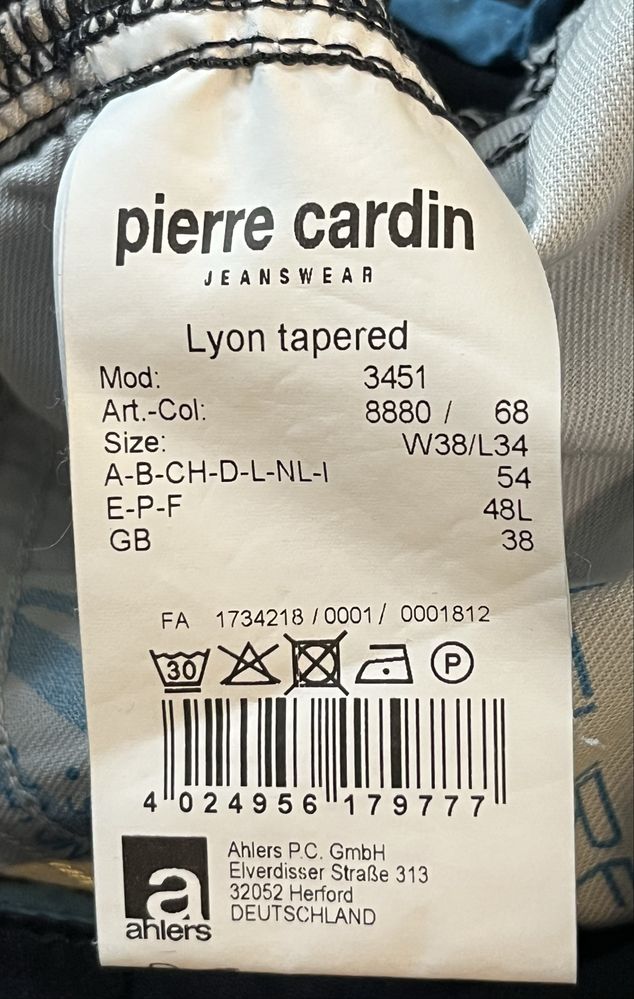 pierre cardin
JEANSWEAR
Lyon tapered
Mod: 3451
Art.-Col: 8880 / 68
Size: W38/L34
A-B-CH-D-L-NL-I 54
E-P-F 48L
GB 38
FA 1734218 / 0001 / 0001812
30 P
4 024956 179777
a
ahlers
Ahlers P.C. GmbH
Elverdisser Straße 313
32052 Herford
DEUTSCHLAND